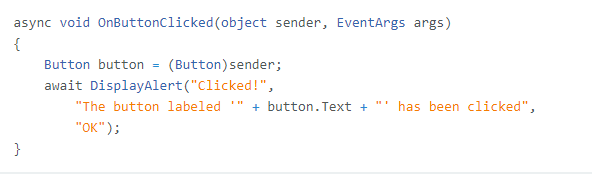 async void OnButtonClicked(object sender, EventArgs args)
{
    Button button = (Button)sender;
    await DisplayAlert("Clicked!",
        "The button labeled '" + button.Text + "' has been clicked",
        "OK");
}